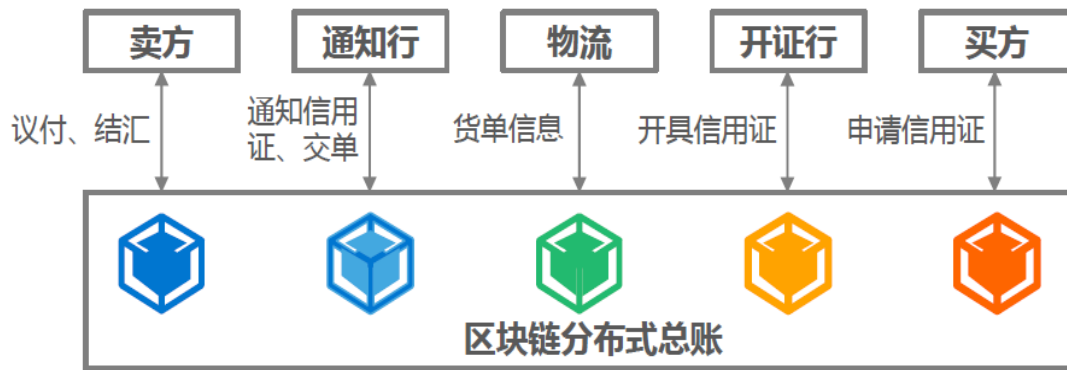 卖方
通知行
物流
开证行
买方
议付、结汇
通知信用
证、交单
货单信息
开具信用证
申请信用证
区块链分布式总账